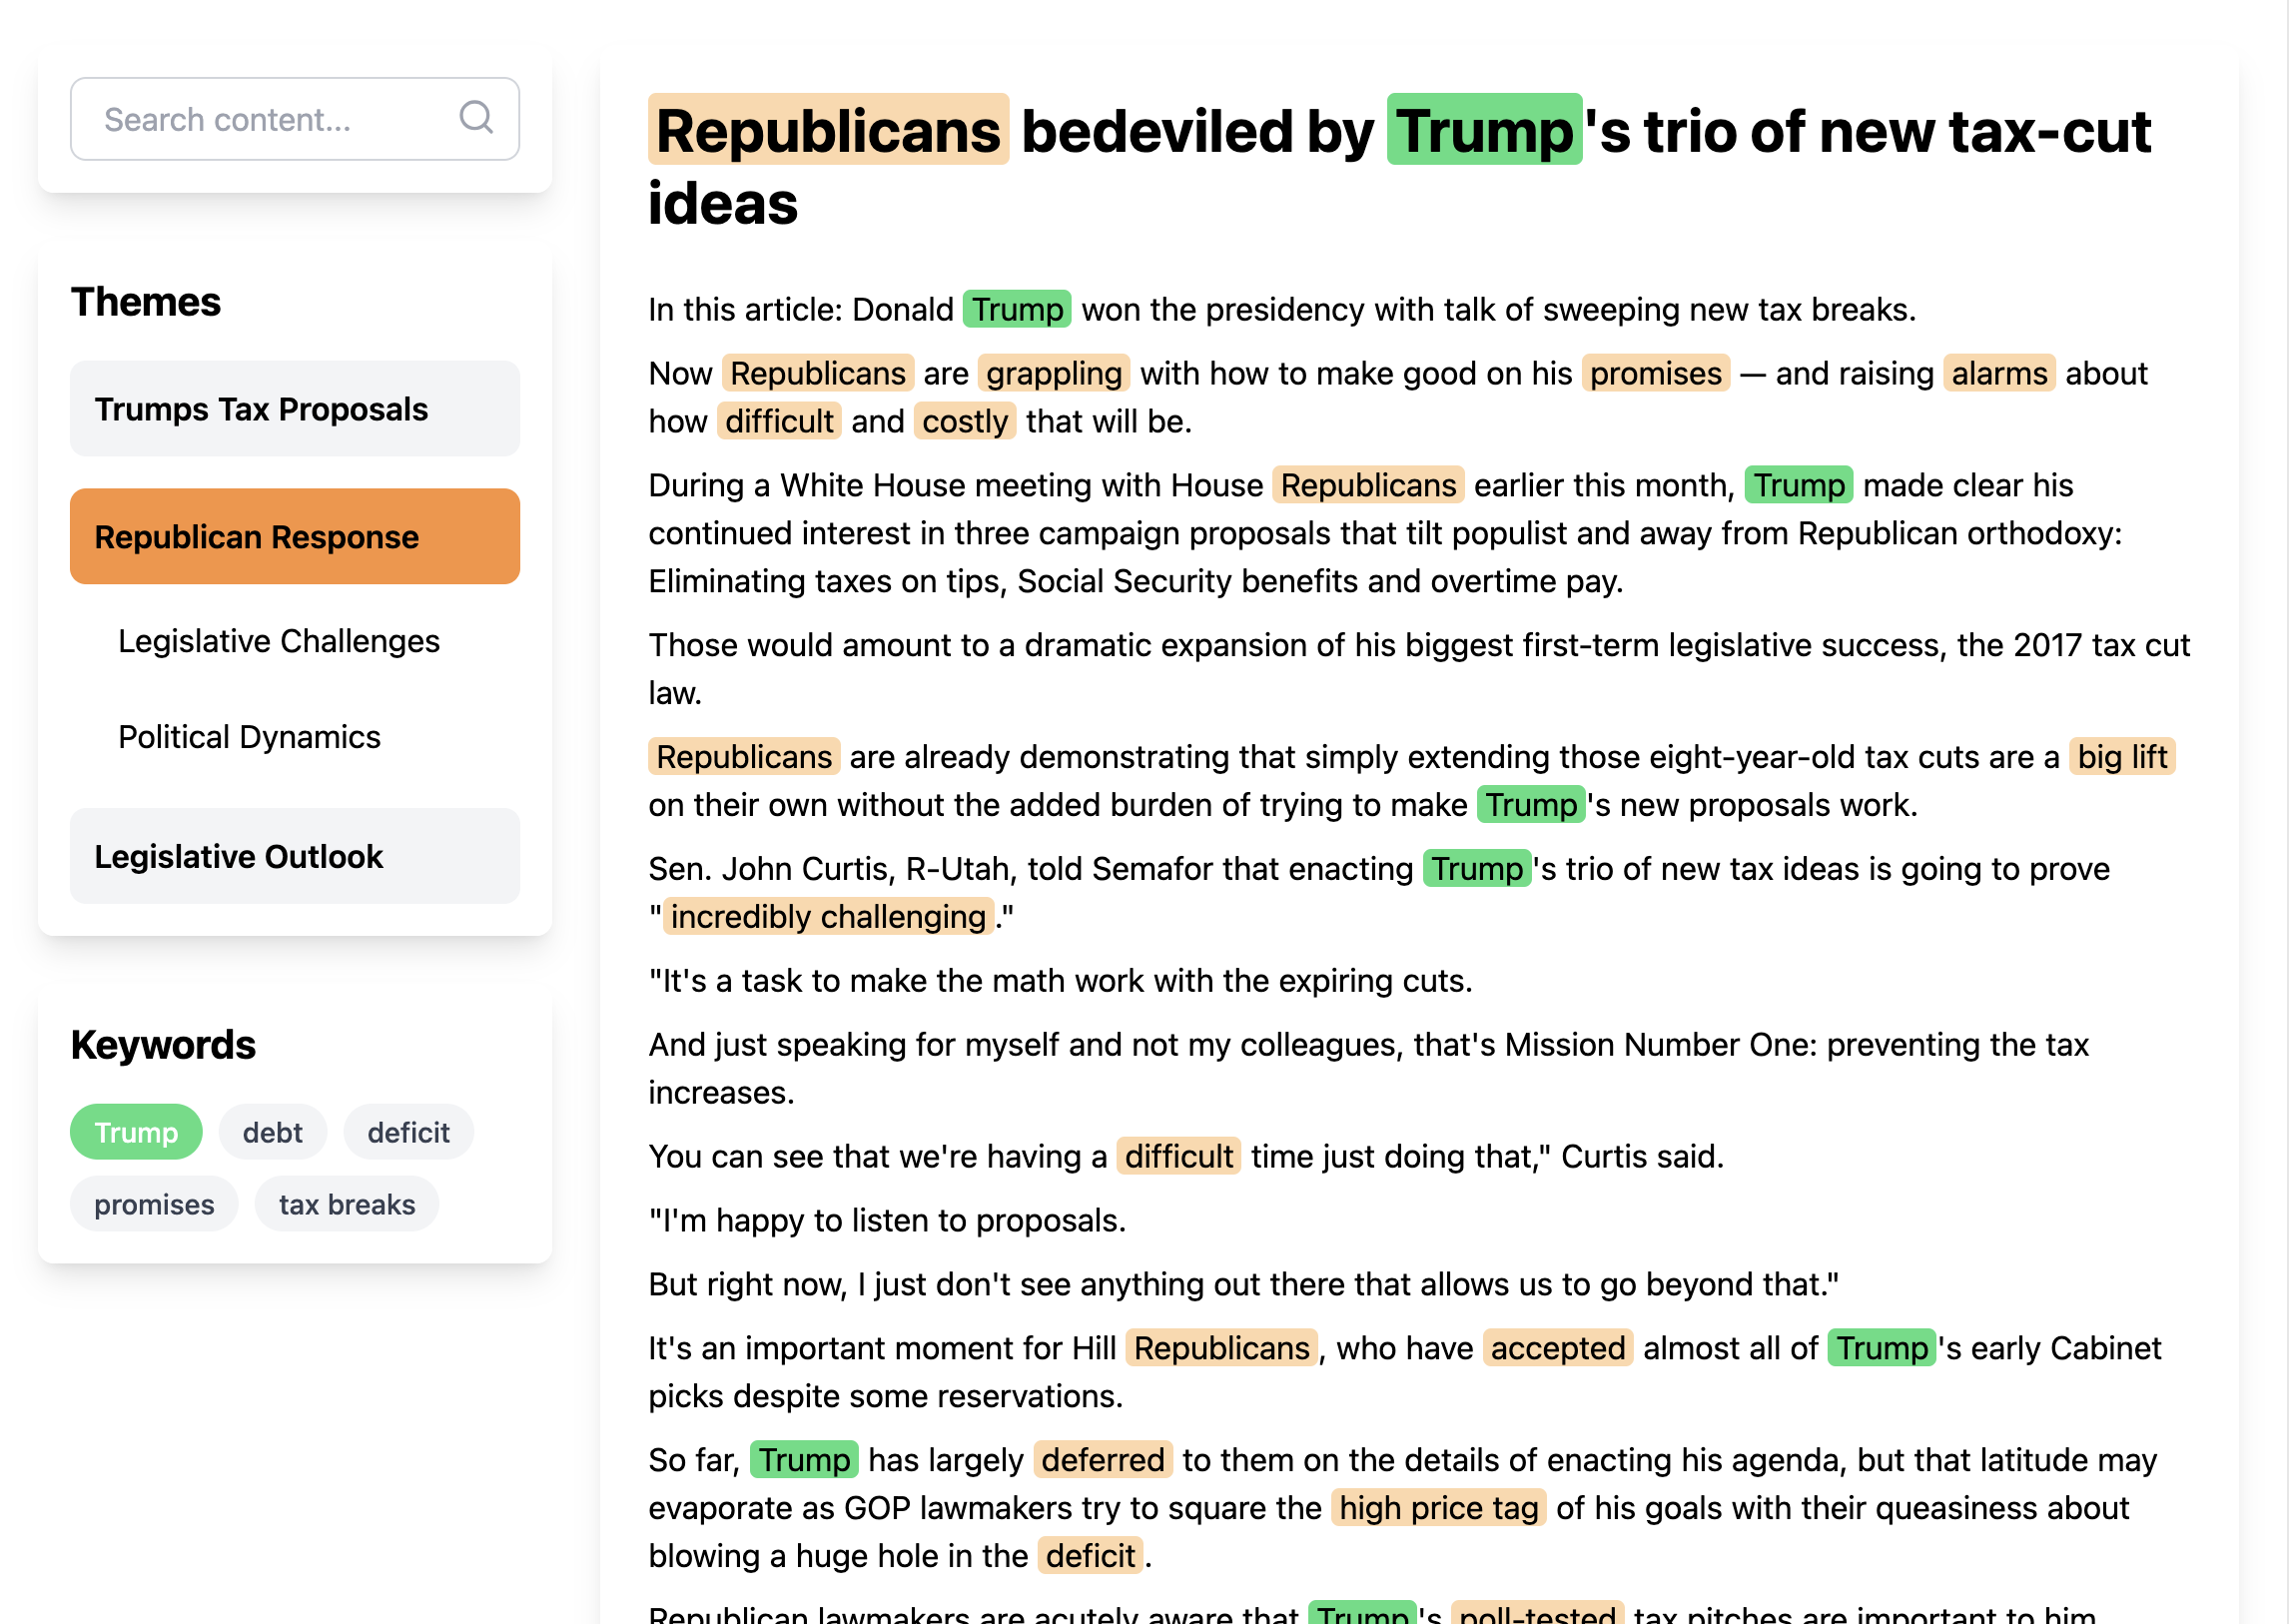 Search content...
Themes
Trumps Tax Proposals
Republican Response
Legislative Challenges
Political Dynamics
Legislative Outlook
Keywords
Trump debt deficit
promises tax breaks
Republicans bedeviled by Trump's trio of new tax-cut
ideas
In this article: Donald Trump won the presidency with talk of sweeping new tax breaks.
Now Republicans are grappling with how to make good on his promises — and raising alarms about
how difficult and costly that will be.
During a White House meeting with House Republicans earlier this month, Trump made clear his
continued interest in three campaign proposals that tilt populist and away from Republican orthodoxy:
Eliminating taxes on tips, Social Security benefits and overtime pay.
Those would amount to a dramatic expansion of his biggest first-term legislative success, the 2017 tax cut
law.
Republicans are already demonstrating that simply extending those eight-year-old tax cuts are a big lift
on their own without the added burden of trying to make Trump's new proposals work.
Sen. John Curtis, R-Utah, told Semafor that enacting Trump's trio of new tax ideas is going to prove
"incredibly challenging."
"It's a task to make the math work with the expiring cuts.
And just speaking for myself and not my colleagues, that's Mission Number One: preventing the tax
increases.
You can see that we're having a difficult time just doing that," Curtis said.
"I'm happy to listen to proposals.
But right now, I just don't see anything out there that allows us to go beyond that."
It's an important moment for Hill Republicans, who have accepted almost all of Trump's early Cabinet
picks despite some reservations.
So far, Trump has largely deferred to them on the details of enacting his agenda, but that latitude may
evaporate as GOP lawmakers try to square the high price tag of his goals with their queasiness about
blowing a huge hole in the deficit.
Republican lawmakers are acutely aware that Trump's poll-tested tax pitches are important to him